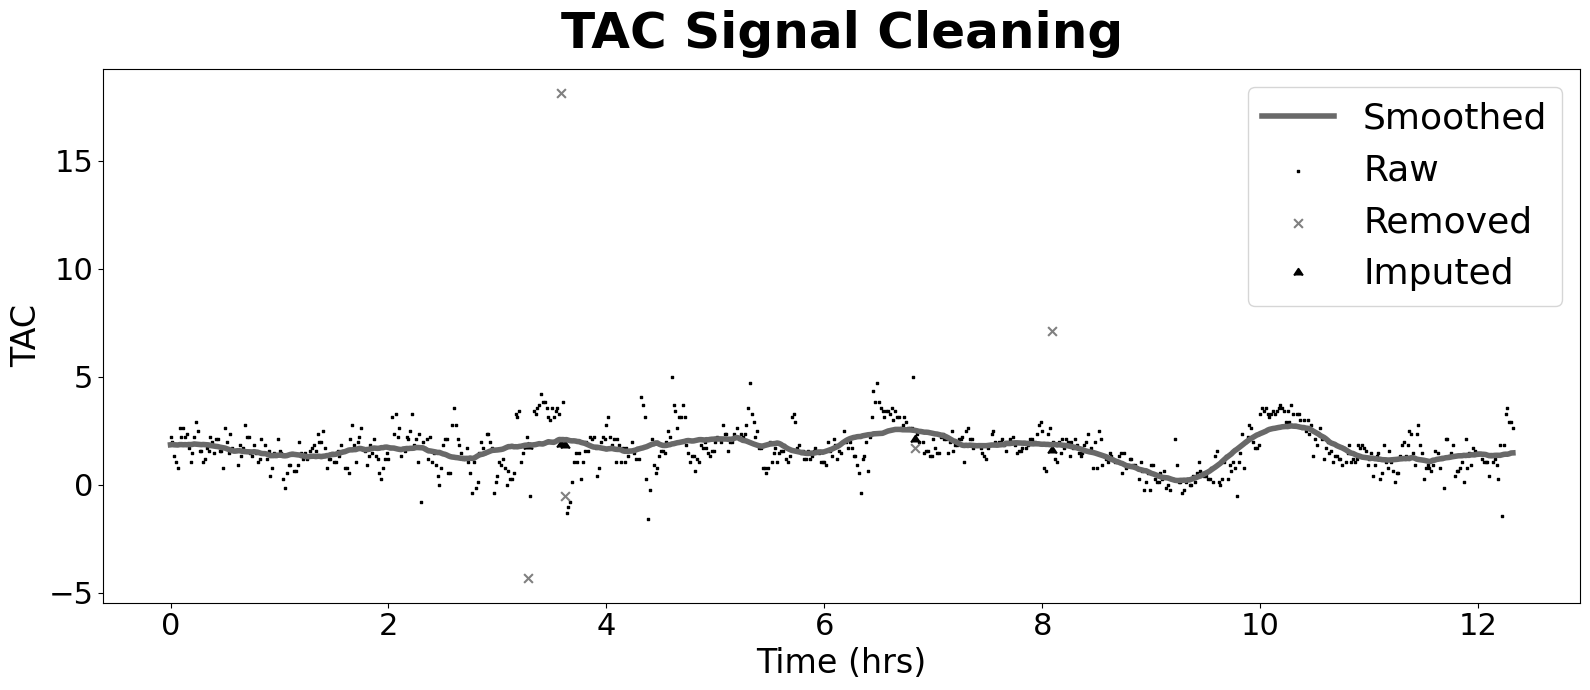 TAC Signal Cleaning
Smoothed
Raw
Removed
Imputed
TAC
15
10
5
0
−5
0 2 4 6 8 10 12
Time (hrs)